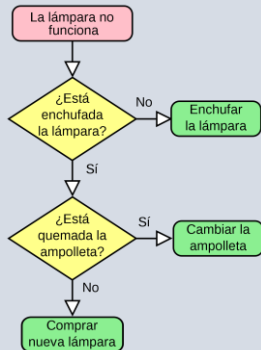 La lámpara no
funciona
¿Está
enchufada
la lámpara?
No
Enchufar
la lámpara
Sí
¿Está
quemada la
ampolleta?
Sí
Cambiar la
ampolleta
No
Comprar
nueva lámpara